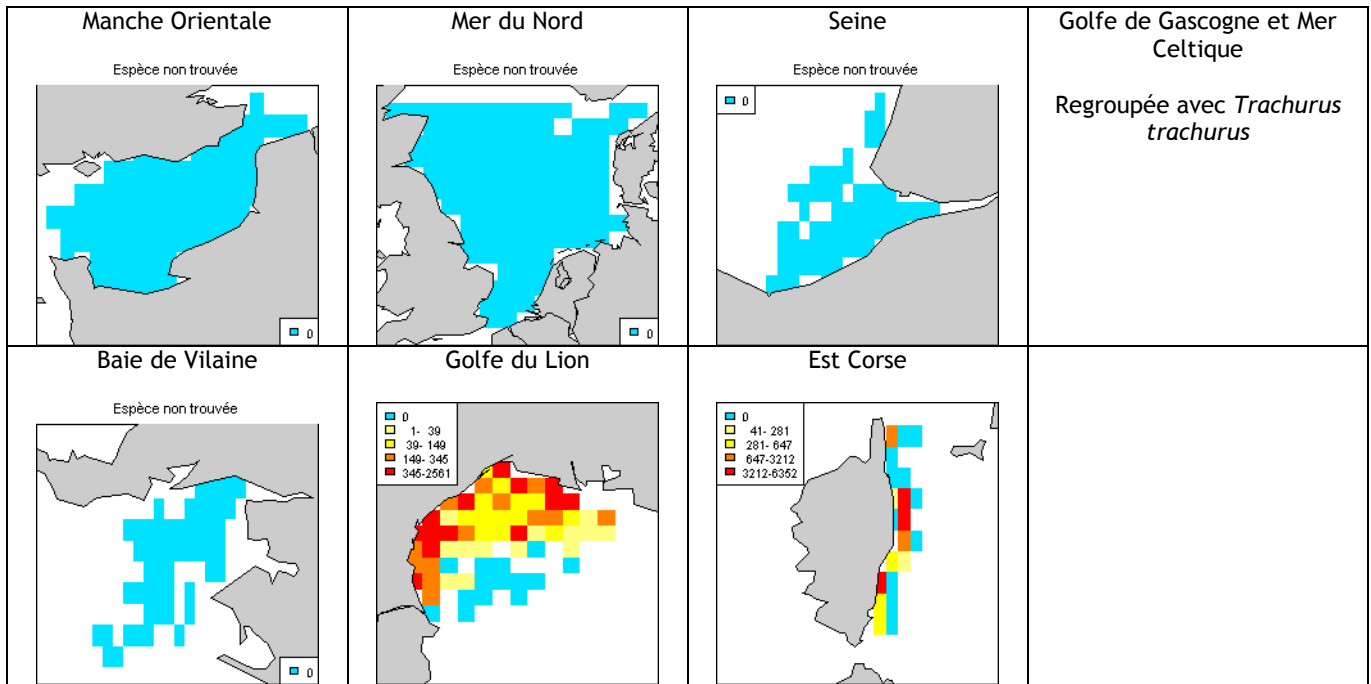 Manche Orientale
Espèce non trouvée
0
Mer du Nord
Espèce non trouvée
0
Seine
Espèce non trouvée
0
Golfe de Gascogne et Mer
Celtique
Regroupée avec Trachurus
trachurus
Baie de Vilaine
Espèce non trouvée
0
Golfe du Lion
0
1- 39
39- 149
149- 345
345-2561
Est Corse
0
41- 281
281- 647
647-3212
3212-6352